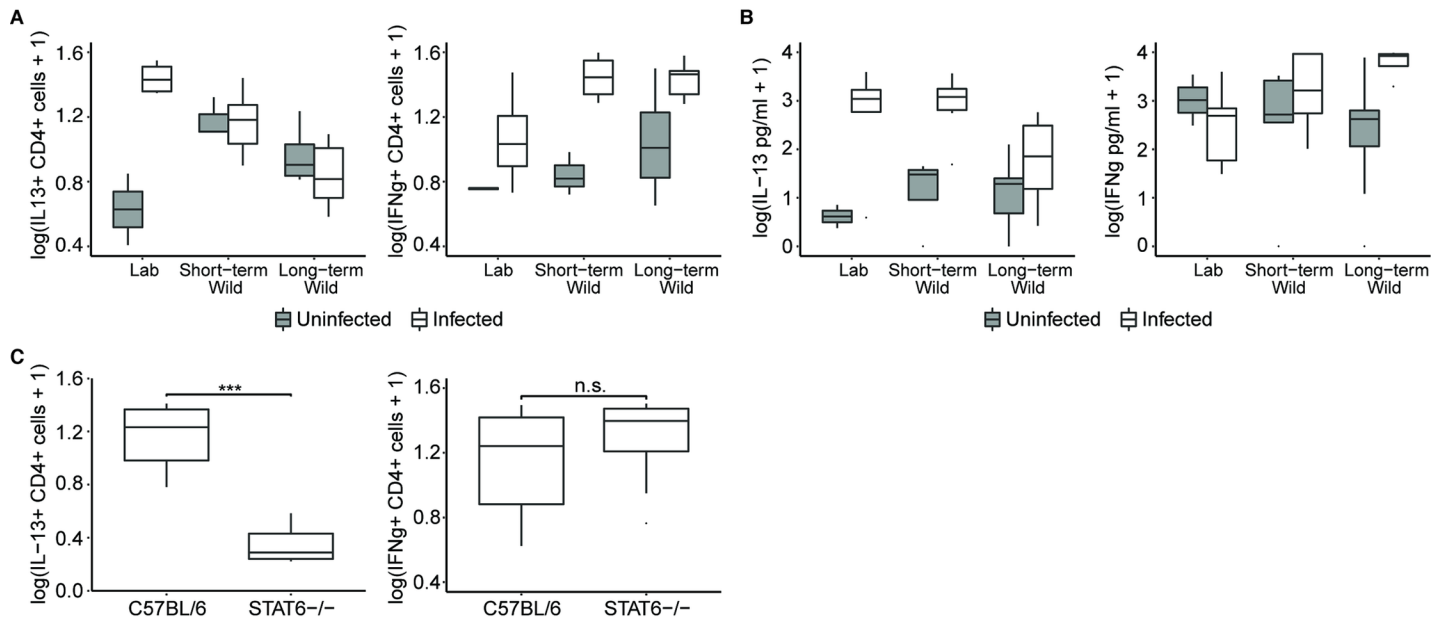 A
log(IL13+ CD4+ cells + 1)
1.6
1.2
0.8
0.4
Lab
Short−term
Wild
Long−term
Wild
log(IFNg+ CD4+ cells + 1)
1.6
1.2
0.8
0.4
Lab
Short−term
Wild
Long−term
Wild
Uninfected
Infected
B
log(IL−13 pg/ml + 1)
4
3
2
1
0
Lab
Short−term
Wild
Long−term
Wild
log(IFNg pg/ml + 1)
4
3
2
1
0
Lab
Short−term
Wild
Long−term
Wild
Uninfected
Infected
C
log(IL−13+ CD4+ cells + 1)
1.6
1.2
0.8
0.4
0.0
***
C57BL/6
STAT6−/−
log(IFNg+ CD4+ cells + 1)
1.6
1.2
0.8
0.4
n.s.
C57BL/6
STAT6−/−